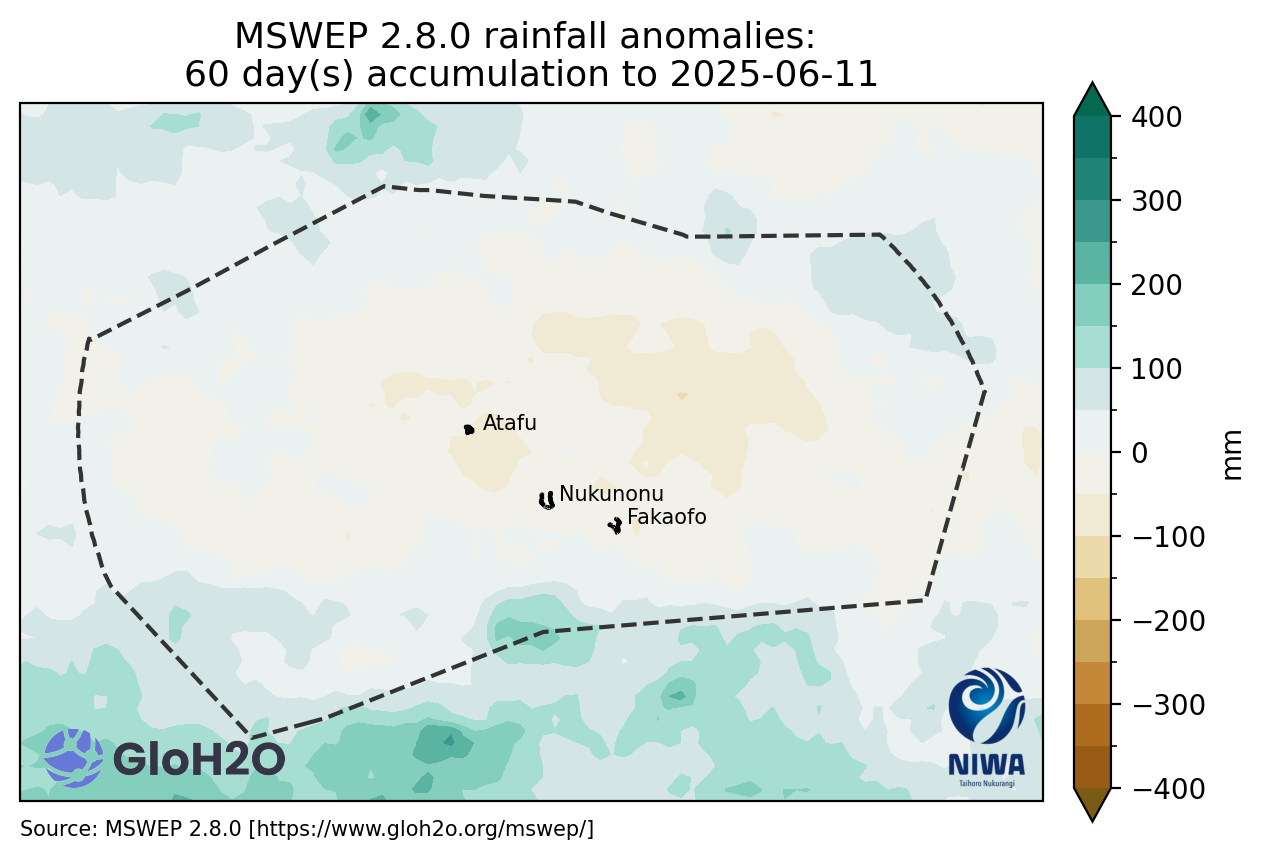 MSWEP 2.8.0 rainfall anomalies:
60 day(s) accumulation to 2025-06-11
400
300
200
100
0
−100
−200
−300
−400
mm
Atafu
Nukunonu
Fakaofo
GloH2O
NIWA
Taihoro Nukurangi
Source: MSWEP 2.8.0 [https://www.gloh2o.org/mswep/]